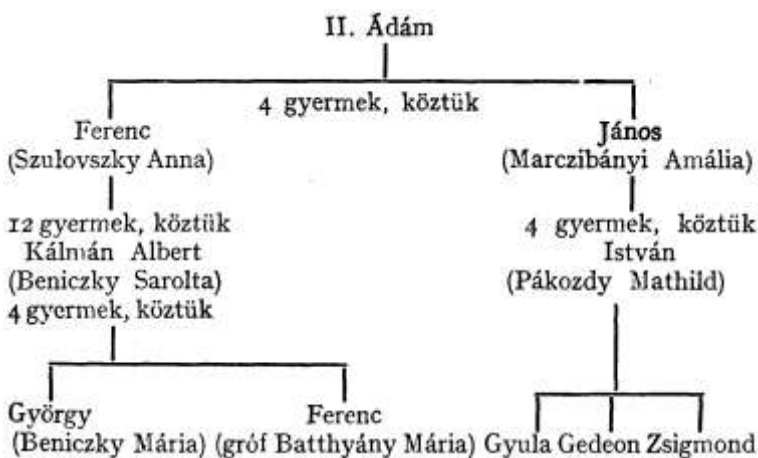 II. Ádám
4 gyermek, köztük
Ferenc
(Szulovszky Anna)
János
(Marczibányi Amália)
12 gyermek, köztük
Kálmán Albert
(Beniczky Sarolta)
4 gyermek, köztük
4 gyermek, köztük
István
(Pákozdy Mathild)
György
(Beniczky Mária)
Ferenc
(gróf Batthyány Mária)
Gyula Gedeon Zsigmond